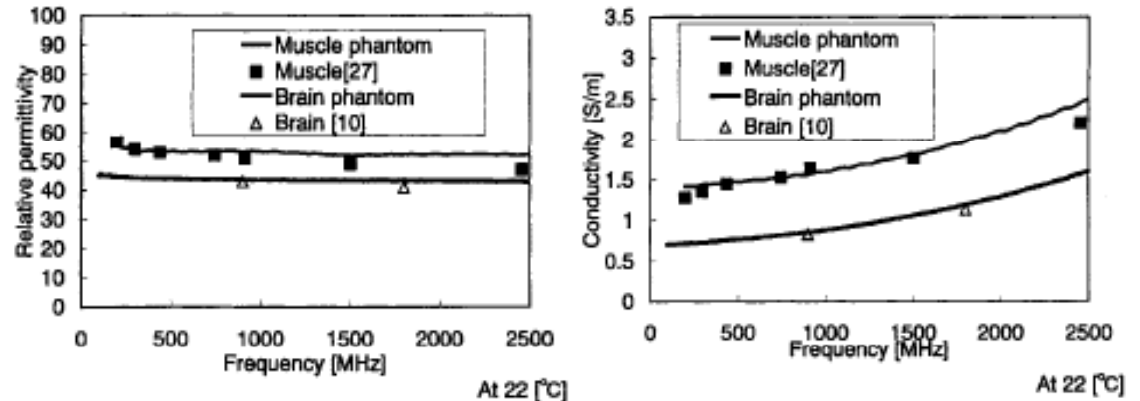 100
90
80
70
60
50
40
30
20
10
0
Relative permittivity
Muscle phantom
Muscle[27]
Brain phantom
Brain [10]
0 500 1000 1500 2000 2500
Frequency [MHz]
At 22 [°C]
3.5
3
2.5
2
1.5
1
0.5
0
Conductivity [S/m]
Muscle phantom
Muscle[27]
Brain phantom
Brain [10]
0 500 1000 1500 2000 2500
Frequency [MHz]
At 22 [°C]